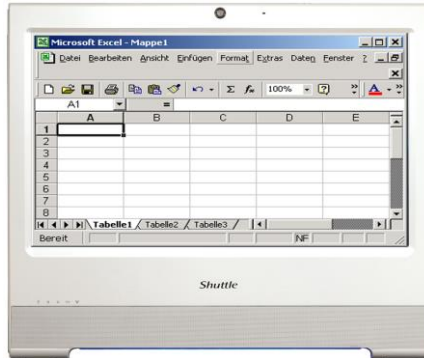 Microsoft Excel - Mappe1
Datei Bearbeiten Ansicht Einfügen Format Extras Daten Fenster ?
Σ fx 100% ? » A »
A1 =
A B C D E
1
2
3
4
5
6
7
8
Tabelle1 Tabelle2 Tabelle3
Bereit NF
Shuttle